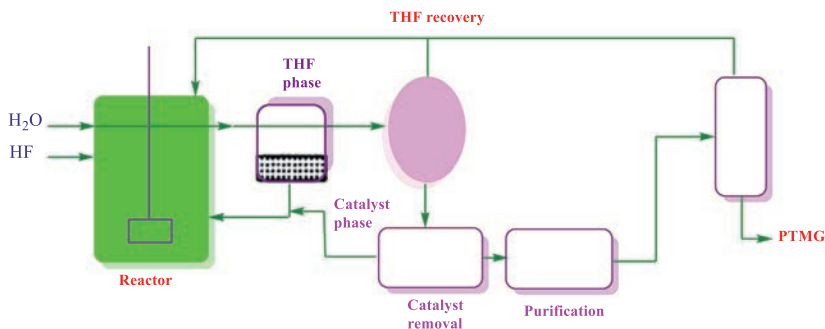 THF recovery
THF
phase
H₂O
HF
Catalyst
phase
PTMG
Reactor
Catalyst
removal
Purification